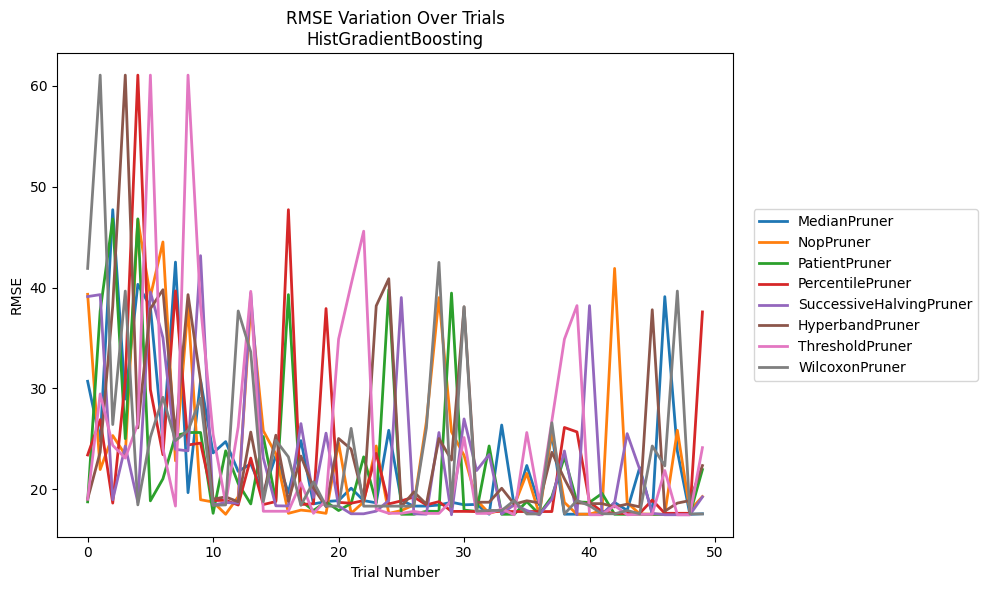 RMSE Variation Over Trials
HistGradientBoosting
60
50
40
30
20
RMSE
0
10
20
30
40
50
Trial Number
MedianPruner
NopPruner
PatientPruner
PercentilePruner
SuccessiveHalvingPruner
HyperbandPruner
ThresholdPruner
WilcoxonPruner